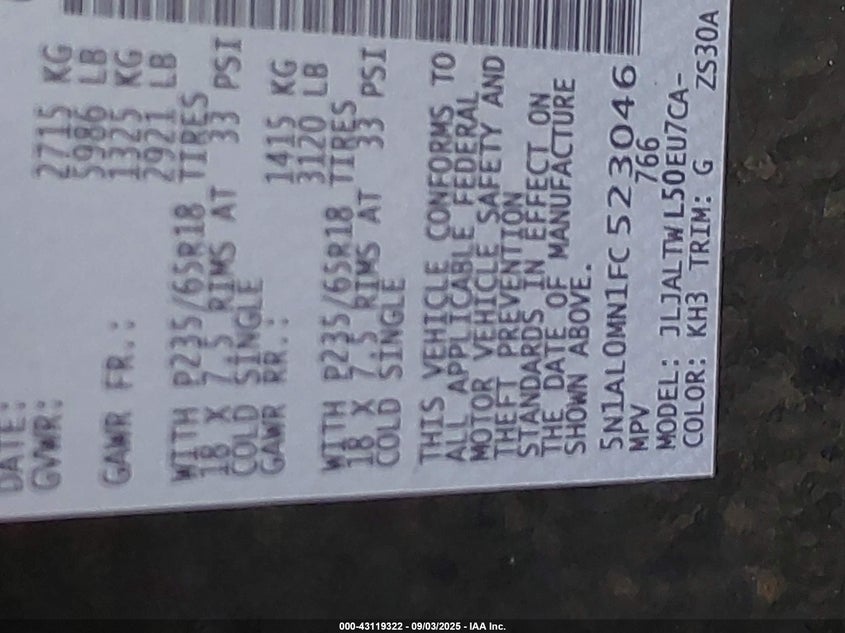 DATE:
GVWR: 2715 KG
5986 LB
GAWR FR.: 1325 KG
2921 LB
WITH P235/65R18 TIRES
18 X 7.5 RIMS AT 33 PSI
COLD SINGLE
GAWR RR.: 1415 KG
3120 LB
WITH P235/65R18 TIRES
18 X 7.5 RIMS AT 33 PSI
COLD SINGLE
THIS VEHICLE CONFORMS TO
ALL APPLICABLE FEDERAL
MOTOR VEHICLE SAFETY AND
THEFT PREVENTION
STANDARDS IN EFFECT ON
THE DATE OF MANUFACTURE
SHOWN ABOVE.
5N1AL0MN1FC523046
MPV 766
MODEL: JLJALTWL50EU7CA-
COLOR: KH3 TRIM: G ZS30A
000-43119322 - 09/03/2025 - IAA Inc.